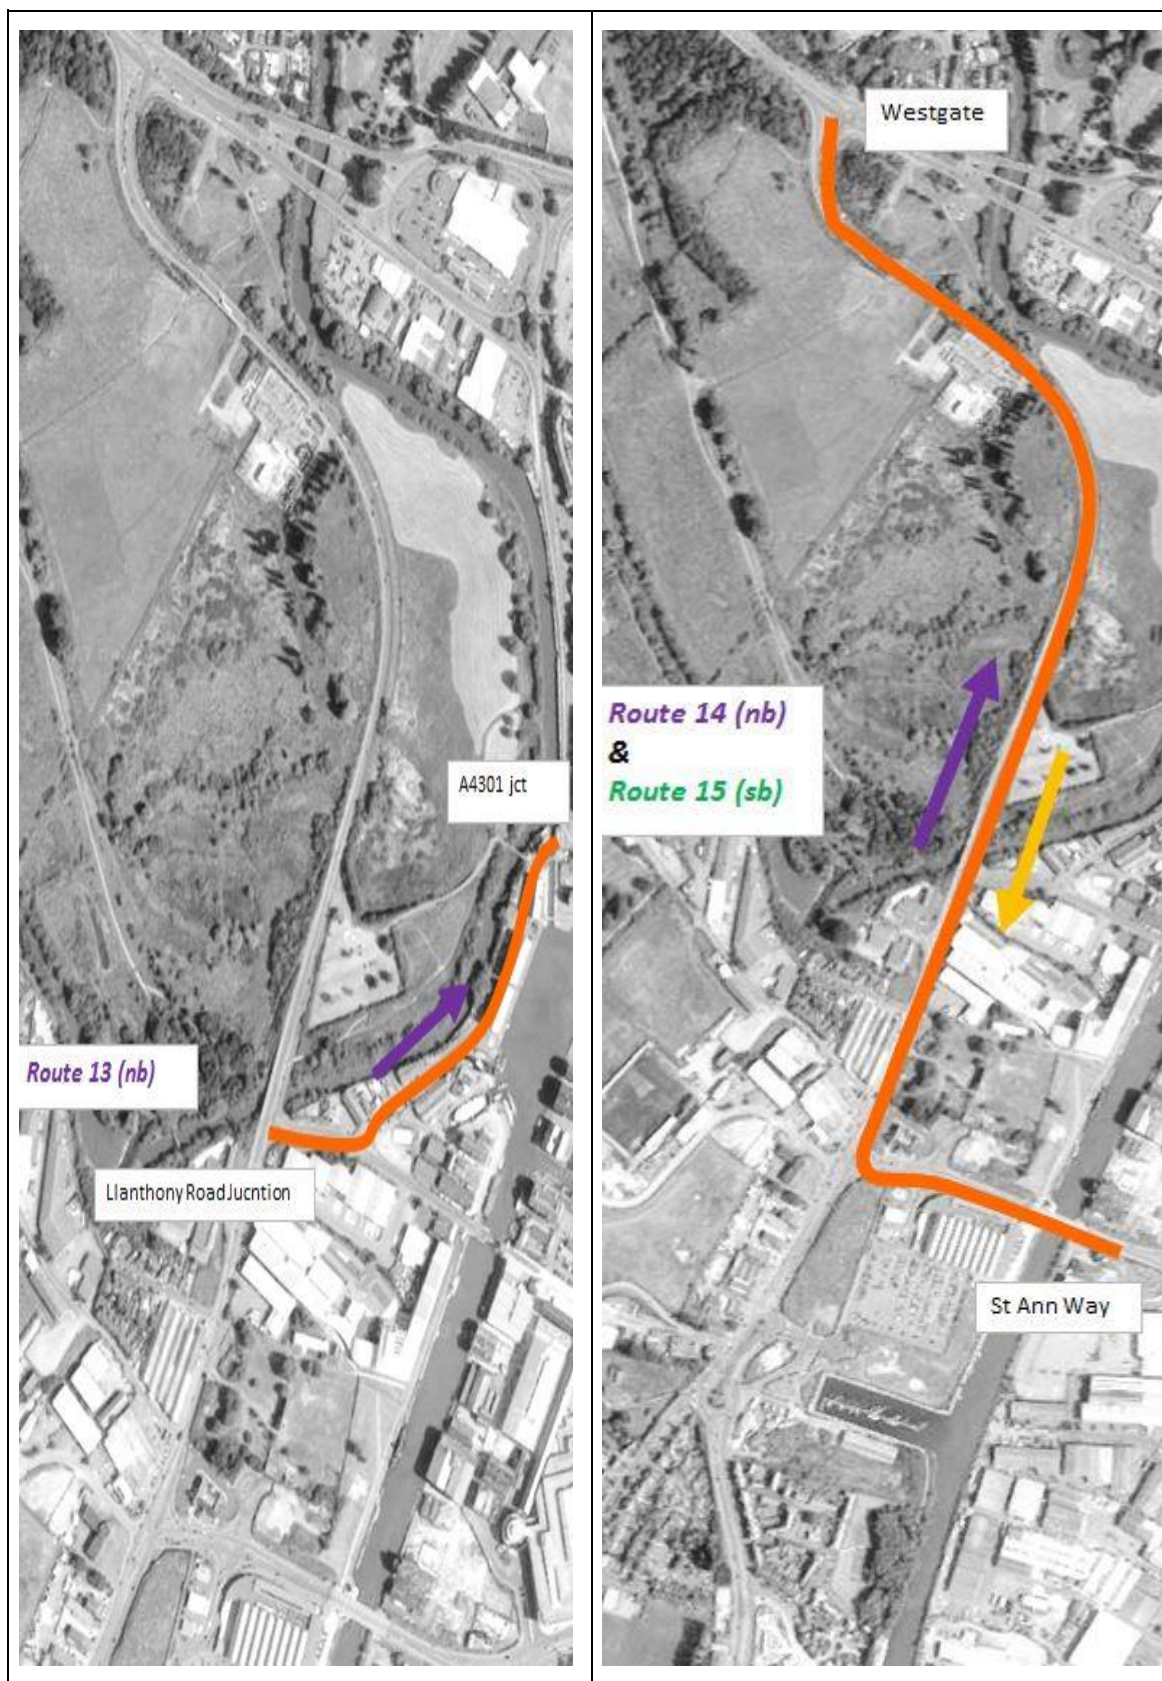 A4301 jct
Route 13 (nb)
Llanthony Road Jucntion
Westgate
Route 14 (nb)
&
Route 15 (sb)
St Ann Way